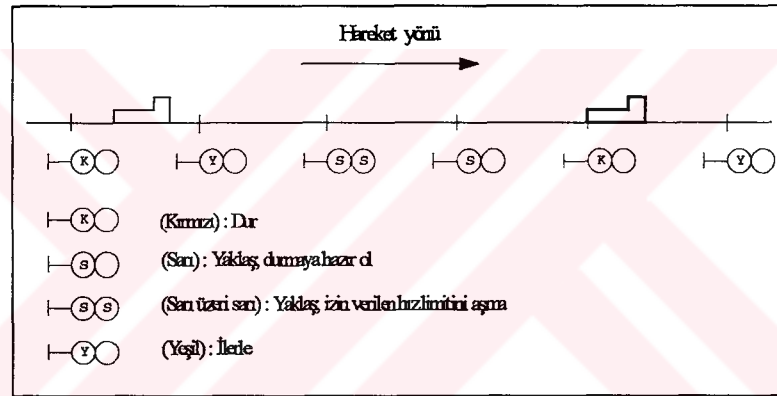 Hareket yönü
K Y S S S K Y
K (Kırmızı) : Dur
S (Sarı) : Yaklaş, durmaya hazır ol
S S (Sarı üzeri sarı) : Yaklaş, izin verilen hız limitini aşma
Y (Yeşil) : İlerle